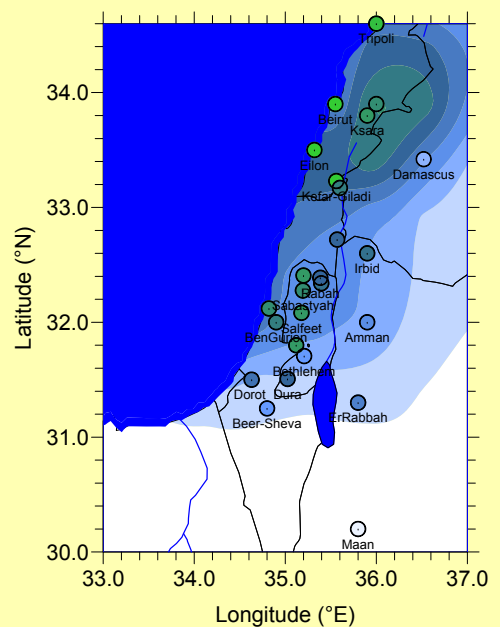 Tripoli
34.0
Beirut
Ksara
Eilon
Damascus
Kefar-Giladi
33.0
Irbid
Rabah
Sabastyah
32.0
Salfeet
BenGurion
Amman
Bethlehem
Dorot
Dura
ErRabbah
Beer-Sheva
31.0
Maan
30.0
33.0
34.0
35.0
36.0
37.0
Latitude (°N)
Longitude (°E)